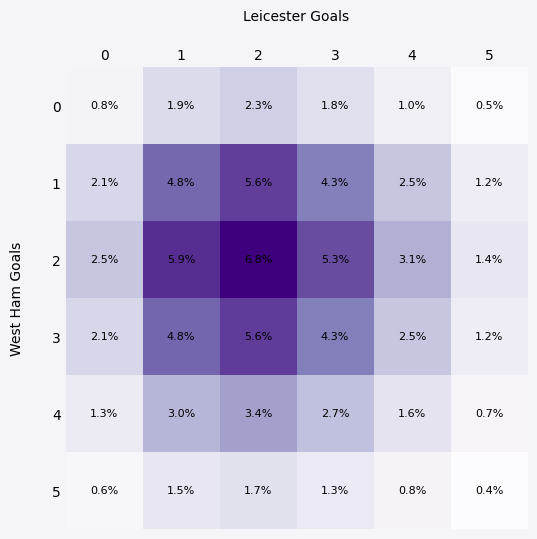 Leicester Goals
0 1 2 3 4 5
0 0.8% 1.9% 2.3% 1.8% 1.0% 0.5%
1 2.1% 4.8% 5.6% 4.3% 2.5% 1.2%
2 2.5% 5.9% 6.8% 5.3% 3.1% 1.4%
3 2.1% 4.8% 5.6% 4.3% 2.5% 1.2%
4 1.3% 3.0% 3.4% 2.7% 1.6% 0.7%
5 0.6% 1.5% 1.7% 1.3% 0.8% 0.4%
West Ham Goals